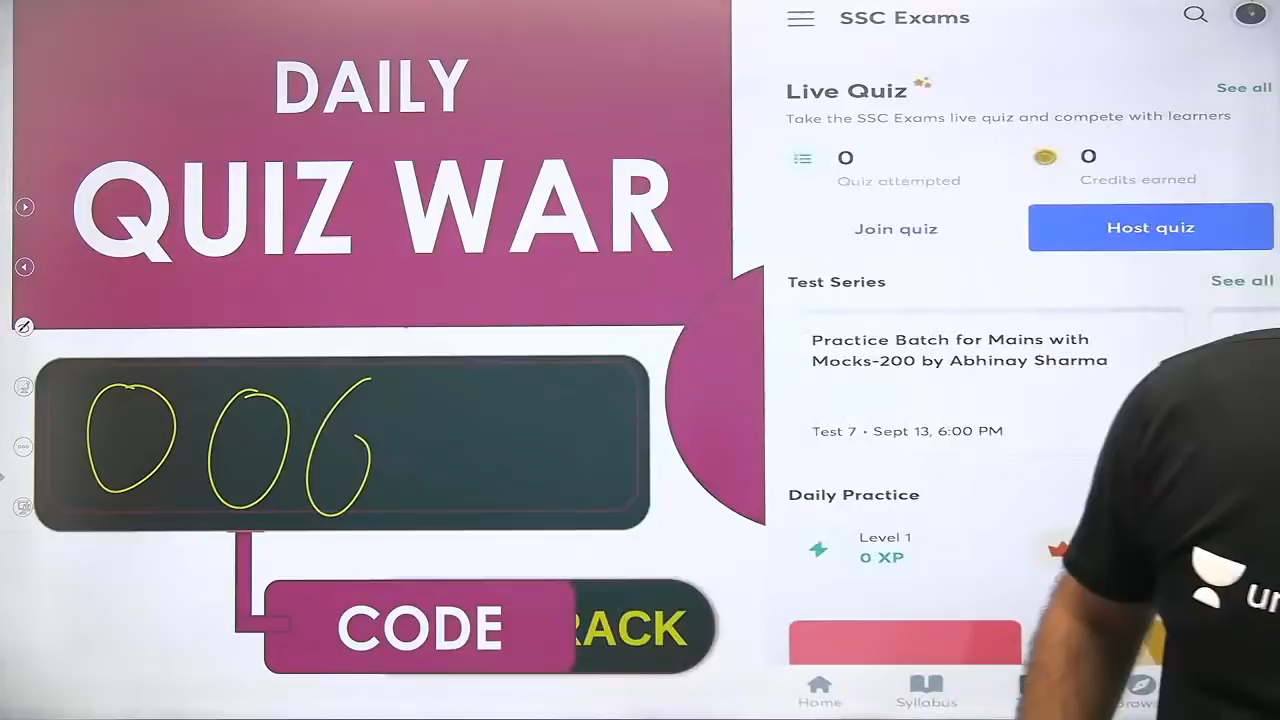 DAILY
QUIZ WAR
006
CODE
RACK
SSC Exams
Live Quiz
See all
Take the SSC Exams live quiz and compete with learners
0
Quiz attempted
0
Credits earned
Join quiz
Host quiz
Test Series
See all
Practice Batch for Mains with
Mocks-200 by Abhinay Sharma
Test 7 • Sept 13, 6:00 PM
Daily Practice
Level 1
0 XP
Home
Syllabus
un